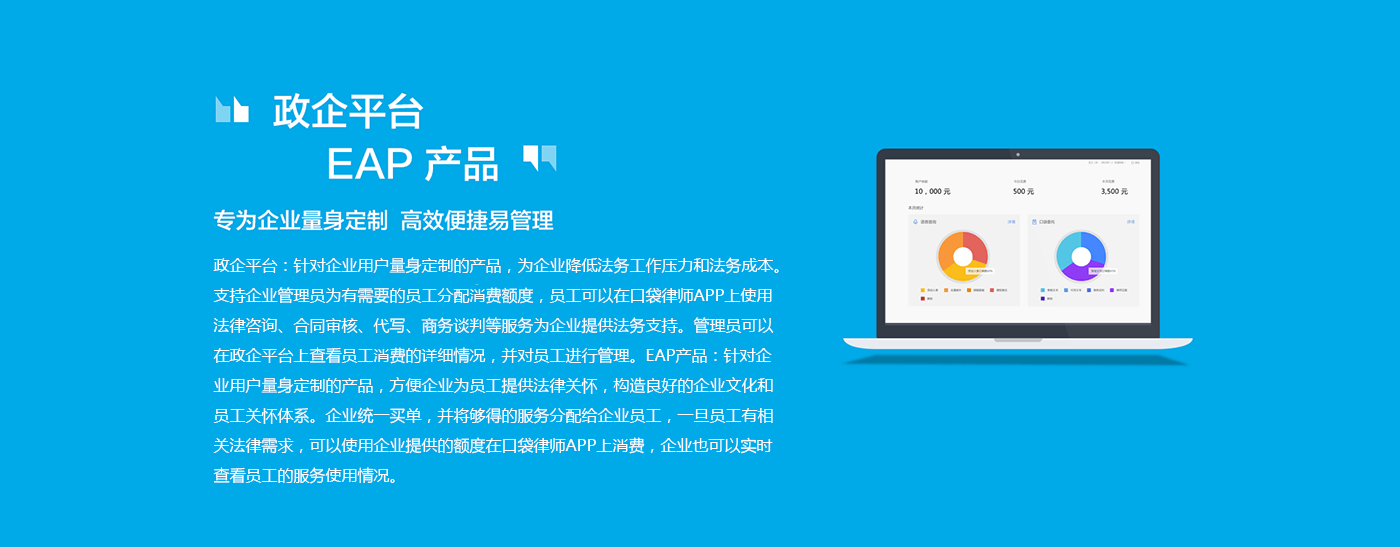 政企平台
EAP 产品
专为企业量身定制 高效便捷易管理
政企平台：针对企业用户量身定制的产品，为企业降低法务工作压力和法务成本。
支持企业管理员为有需要的员工分配消费额度，员工可以在口袋律师APP上使用
法律咨询、合同审核、代写、商务谈判等服务为企业提供法务支持。管理员可以
在政企平台上查看员工消费的详细情况，并对员工进行管理。EAP产品：针对企
业用户量身定制的产品，方便企业为员工提供法律关怀，构造良好的企业文化和
员工关怀体系。企业统一买单，并将够得的服务分配给企业员工，一旦员工有相
关法律需求，可以使用企业提供的额度在口袋律师APP上消费，企业也可以实时
查看员工的服务使用情况。
10，000 元 500 元 3,500 元
本月统计
详情 详情